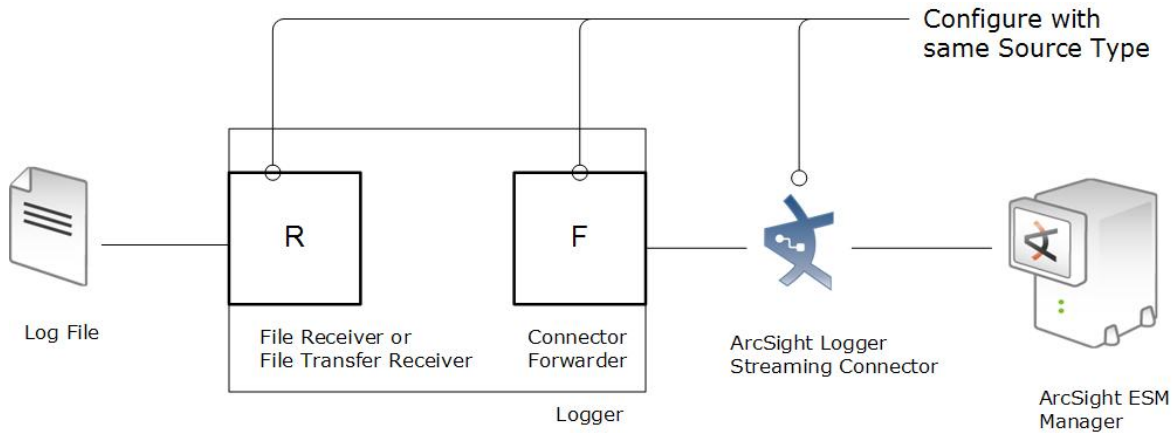 Configure with
same Source Type
R
F
Log File
File Receiver or
File Transfer Receiver
Connector
Forwarder
ArcSight Logger
Streaming Connector
Logger
ArcSight ESM
Manager